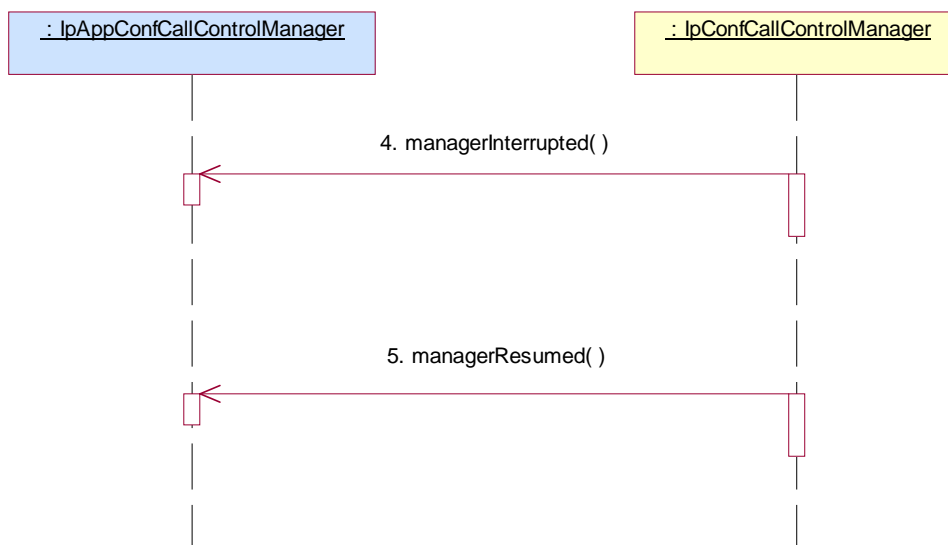 : IpAppConfCallControlManager
: IpConfCallControlManager
4. managerInterrupted( )
5. managerResumed( )